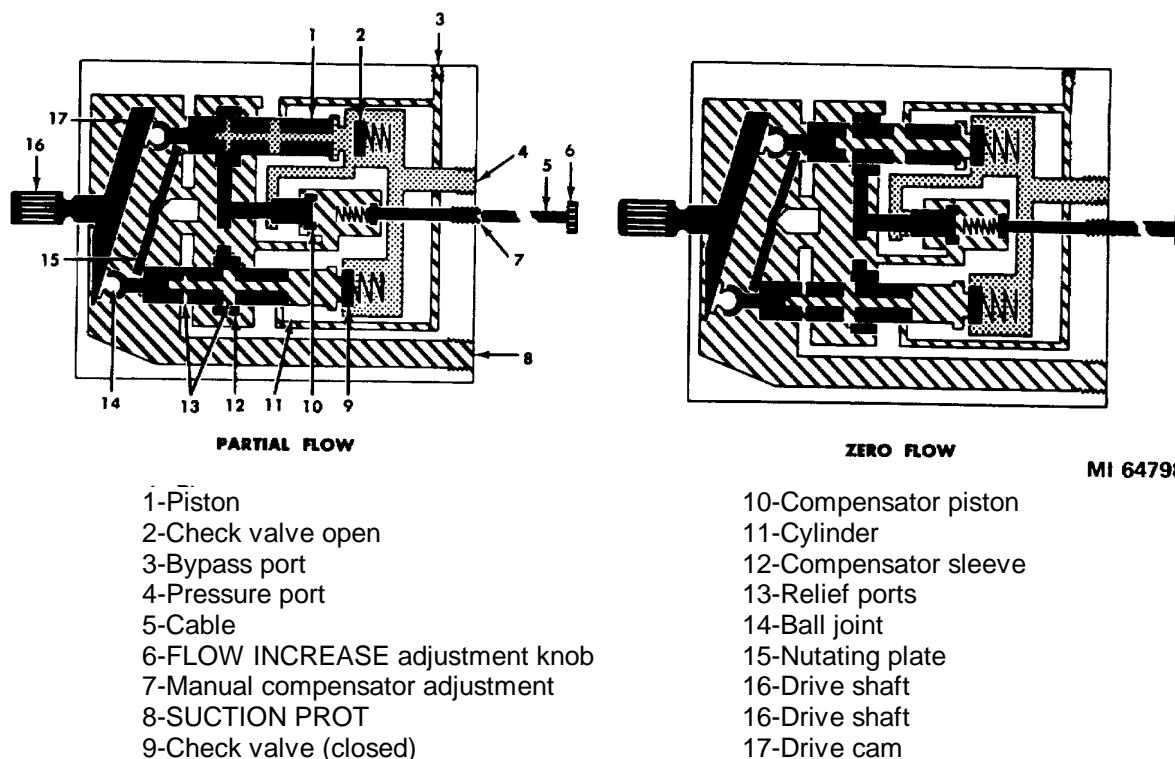 1 2 3
17
16
4
5
6
15
7
8
14 13 12 11 10 9
PARTIAL FLOW
ZERO FLOW
MI 64798
1-Piston
2-Check valve open
3-Bypass port
4-Pressure port
5-Cable
6-FLOW INCREASE adjustment knob
7-Manual compensator adjustment
8-SUCTION PROT
9-Check valve (closed)
10-Compensator piston
11-Cylinder
12-Compensator sleeve
13-Relief ports
14-Ball joint
15-Nutating plate
16-Drive shaft
16-Drive shaft
17-Drive cam